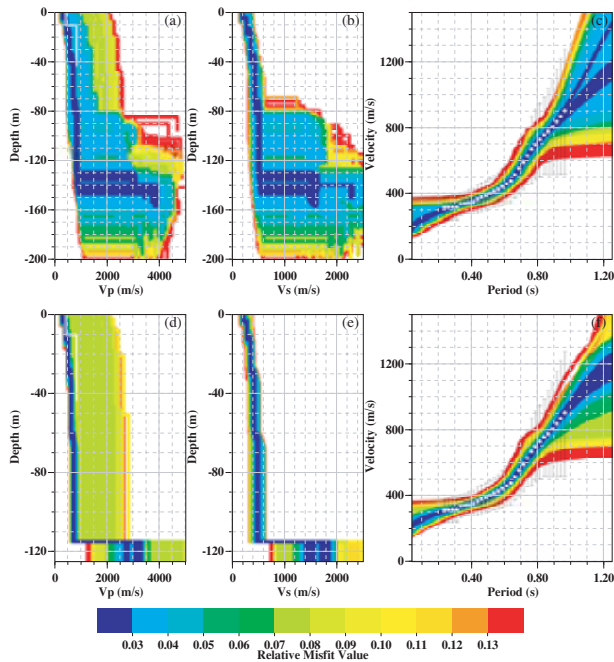 (a)
0
-40
-80
-120
-160
-200
Depth (m)
0 2000 4000
Vp (m/s)
(b)
0
-40
-80
-120
-160
-200
Depth (m)
0 1000 2000
Vs (m/s)
(c)
1400
1200
800
400
0
Velocity (m/s)
0.40 0.80 1.20
Period (s)
(d)
0
-40
-80
-120
Depth (m)
0 2000 4000
Vp (m/s)
(e)
0
-40
-80
-120
Depth (m)
0 1000 2000
Vs (m/s)
(f)
1200
800
400
0
Velocity (m/s)
0.40 0.80 1.20
Period (s)
0.03 0.04 0.06 0.07 0.08 0.09 0.10 0.11 0.12 0.13
Relative Misfit Value